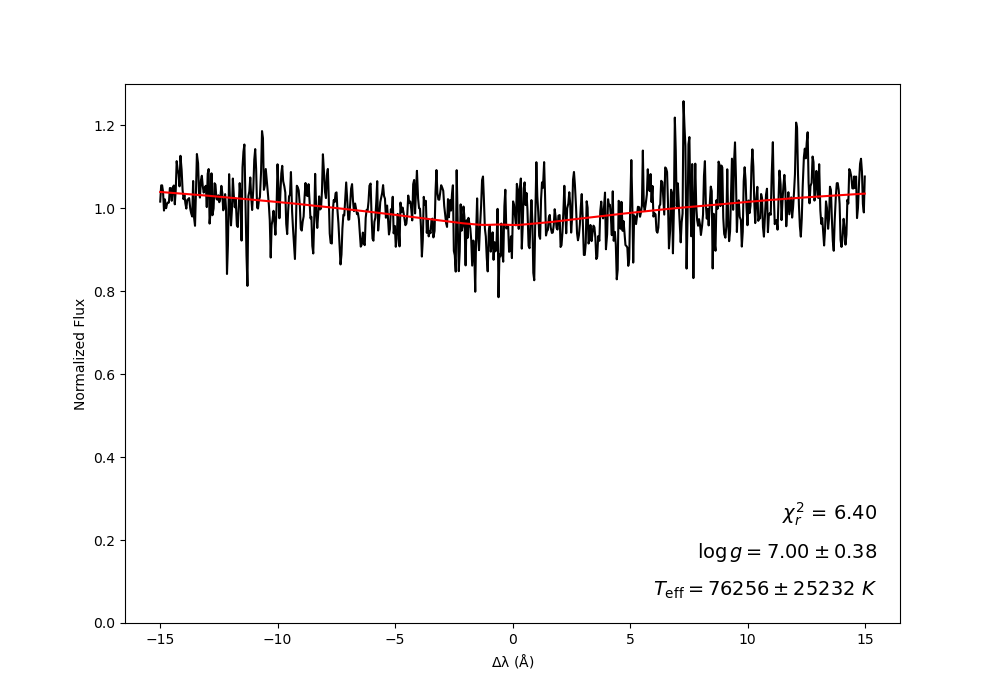 1.2
1.0
0.8
0.6
0.4
0.2
0.0
Normalized Flux
χ²ᵣ = 6.40
log g = 7.00 ± 0.38
T_eff = 76256 ± 25232 K
−15 −10 −5 0 5 10 15
Δλ (Å)